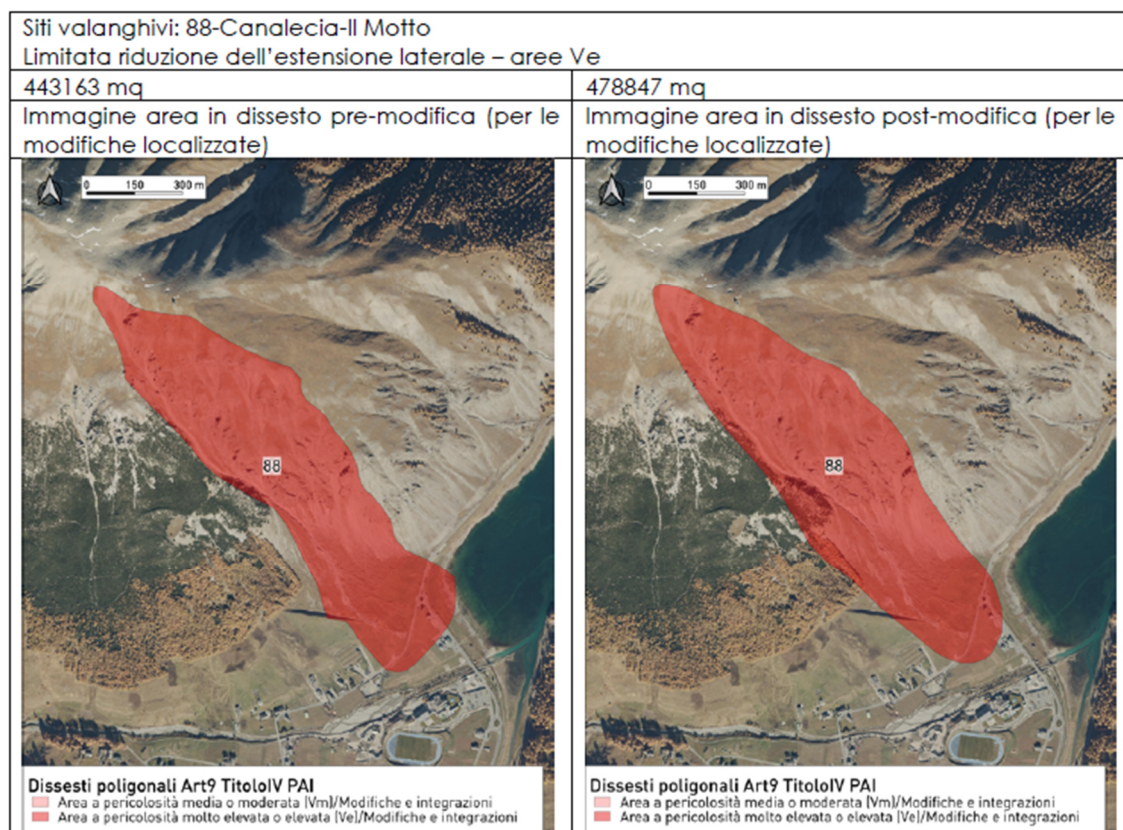 Siti valanghivi: 88-Canalecia-Il Motto
Limitata riduzione dell'estensione laterale – aree Ve
443163 mq
478847 mq
Immagine area in dissesto pre-modifica (per le
modifiche localizzate)
Immagine area in dissesto post-modifica (per le
modifiche localizzate)
0 150 300 m
88
Dissesti poligonali Art9 TitoloIV PAI
Area a pericolosità media o moderata (Vm)/Modifiche e integrazioni
Area a pericolosità molto elevata o elevata (Ve)/Modifiche e integrazioni
0 150 300 m
88
Dissesti poligonali Art9 TitoloIV PAI
Area a pericolosità media o moderata (Vm)/Modifiche e integrazioni
Area a pericolosità molto elevata o elevata (Ve)/Modifiche e integrazioni